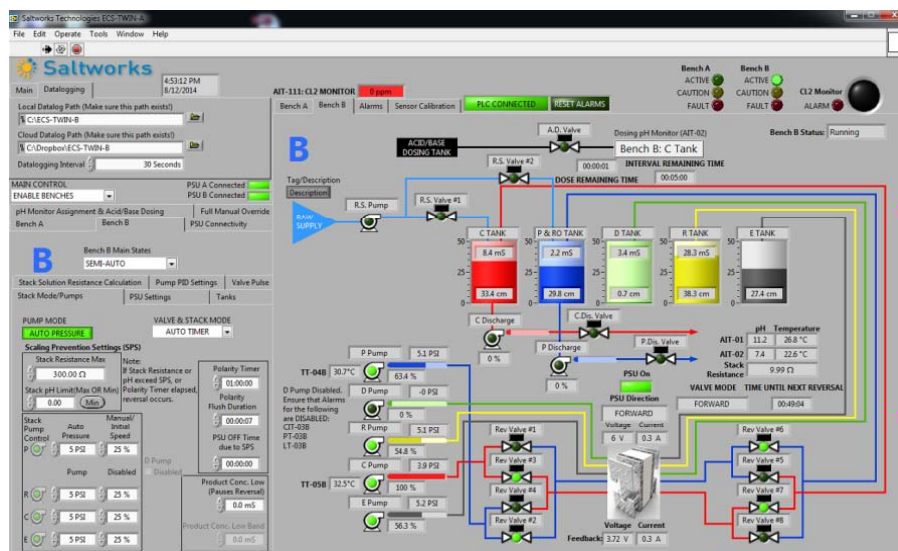 Saltworks Technologies ECS-TWIN-A
File Edit Operate Tools Window Help
Saltworks
4:53:12 PM
8/12/2014
Main Datalogging
Local Datalog Path (Make sure this path exists!)
C:\ECS-TWIN-B
Cloud Datalog Path (Make sure this path exists!)
C:\Dropbox\ECS-TWIN-B
Datalogging Interval 30 Seconds
MAIN CONTROL
ENABLE BENCHES
PSU A Connected
PSU B Connected
pH Monitor Assignment & Acid/Base Dosing Full Manual Override
Bench A Bench B PSU Connectivity
B
Bench B Main States
SEMI-AUTO
Stack Solution Resistance Calculation Pump PID Settings Valve Pulse
Stack Mode/Pumps PSU Settings Tanks
PUMP MODE
AUTO PRESSURE
VALVE & STACK MODE
AUTO TIMER
Scaling Prevention Settings (SPS)
Stack Resistance Max
300.00 Ω
Stack pH Limit(Max OR Min)
0.00 Min
Note:
If Stack Resistance or
pH exceed SPS, or
Polarity Timer elapsed,
reversal occurs.
Polarity Timer
01:00:00
Polarity
Flush Duration
00:00:07
PSU OFF Time
due to SPS
00:00:00
Stack
Pump
Control
Auto
Pressure
Manual/
Initial
Speed
P 5 PSI 25 %
D Pump
Disabled
Pump Disabled
R 5 PSI 25 %
C 5 PSI 25 %
E 5 PSI 25 %
Product Conc. Low
(Pauses Reversal)
0.0 mS
Product Conc. Low Band
0.0 mS
AIT-111: CL2 MONITOR 0 ppm
Bench A Bench B Alarms Sensor Calibration PLC CONNECTED RESET ALARMS
Bench A
ACTIVE
CAUTION
FAULT
Bench B
ACTIVE
CAUTION
FAULT
CL2 Monitor
ALARM
Bench B Status: Running
B
ACID/BASE
DOSING TANK
A.D. Valve
Dosing pH Monitor (AIT-02)
Bench B: C Tank
00:00:01 INTERVAL REMAINING TIME
DOSE REMAINING TIME 00:05:00
R.S. Valve #2
Tag/Description
Description
R.S. Pump
R.S. Valve #1
RAW
SUPPLY
C TANK P & RO TANK D TANK R TANK E TANK
50 50 50 50 50
8.4 mS 2.2 mS 3.4 mS 28.3 mS
25 25 25 25 25
33.4 cm 29.8 cm 0.7 cm 38.3 cm 27.4 cm
0 0 0 0 0
C Discharge
0 %
C.Dis. Valve
P Discharge
0 %
P.Dis. Valve
pH Temperature
AIT-01 11.2 26.8 °C
AIT-02 7.4 22.6 °C
Stack
Resistance 9.99 Ω
PSU On
PSU Direction
FORWARD
Voltage Current
6 V 0.3 A
VALVE MODE TIME UNTIL NEXT REVERSAL
FORWARD 00:49:04
P Pump 5.1 PSI
TT-04B 30.7°C
63.4 %
D Pump Disabled.
Ensure that Alarms
for the following
are DISABLED:
CIT-03B
PT-03B
LT-03B
D Pump -0 PSI
0 %
R Pump 5.1 PSI
54.8 %
C Pump 3.9 PSI
TT-05B 32.5°C
100 %
E Pump 5.2 PSI
56.3 %
Rev Valve #1
Rev Valve #3
Rev Valve #4
Rev Valve #2
Rev Valve #6
Rev Valve #5
Rev Valve #7
Rev Valve #8
Voltage Current
Feedback: 3.72 V 0.3 A